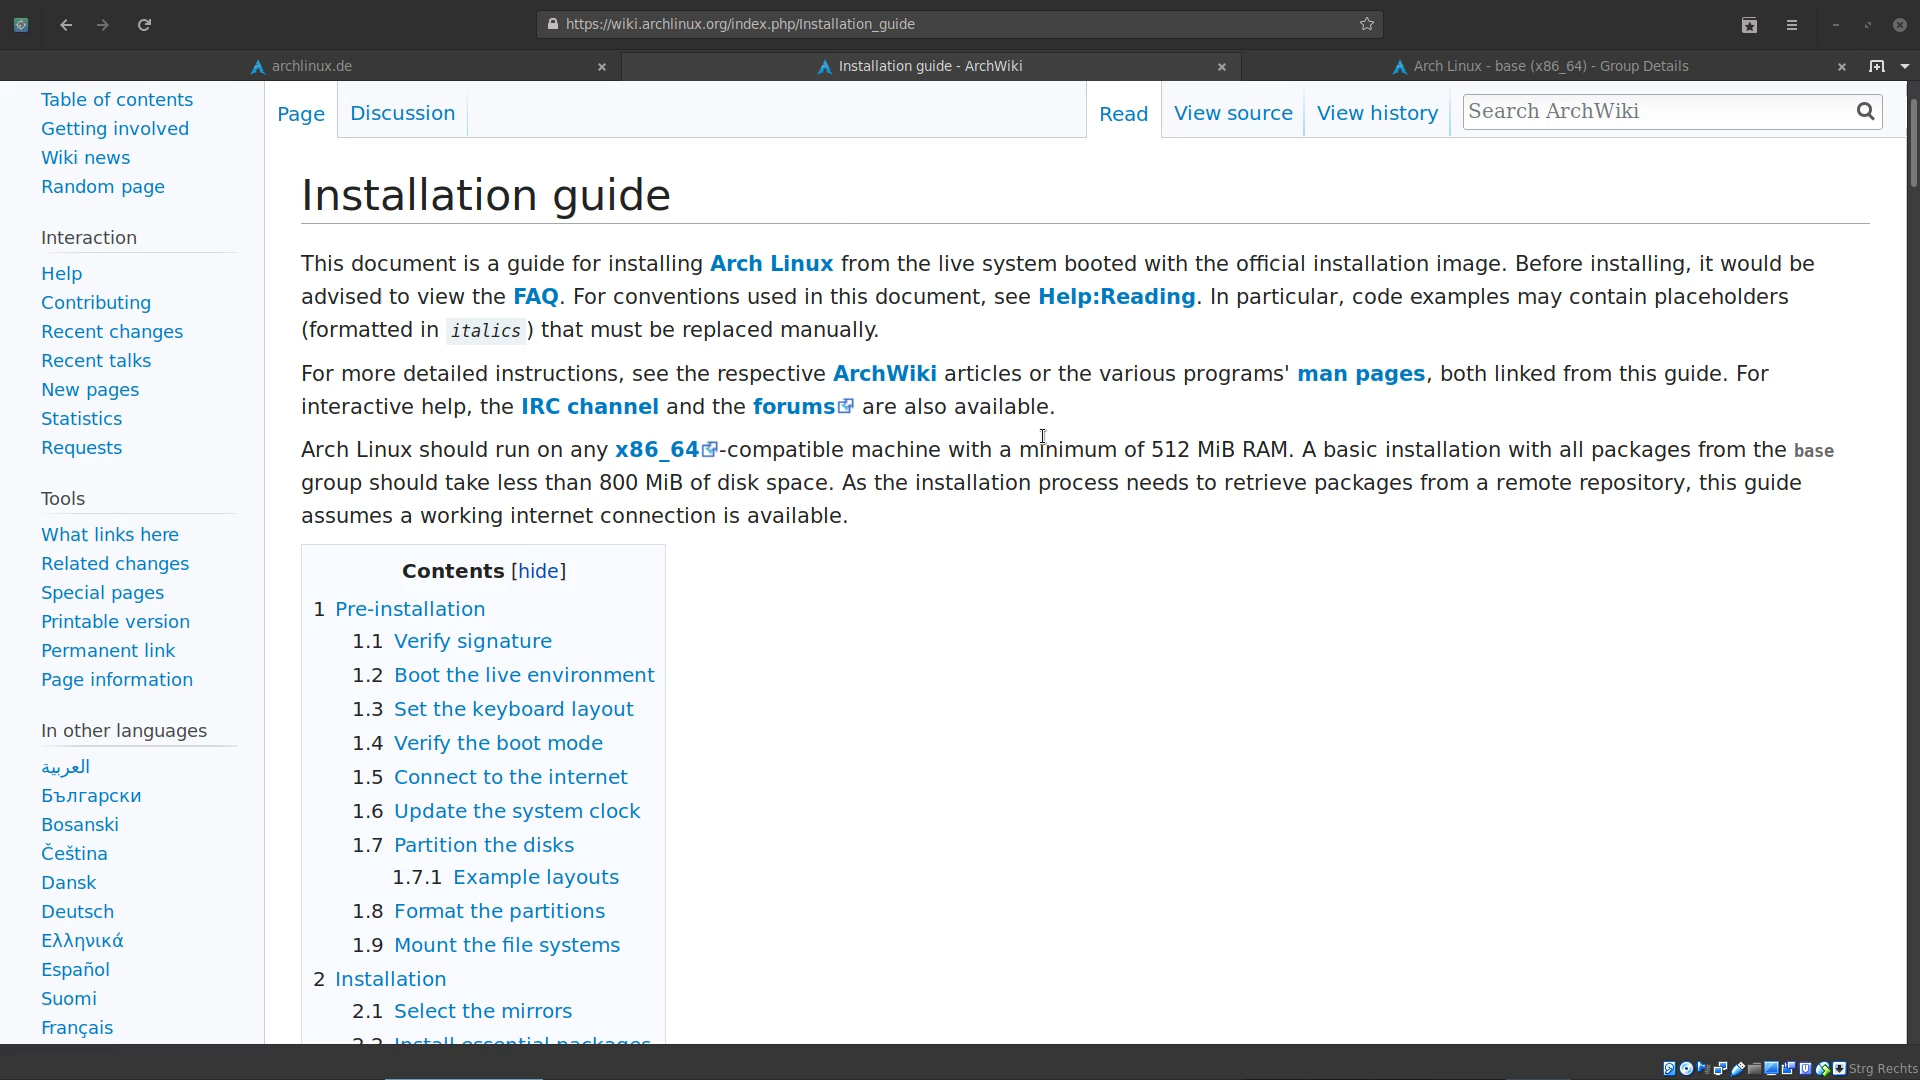 https://wiki.archlinux.org/index.php/Installation_guide
archlinux.de
Installation guide - ArchWiki
Arch Linux - base (x86_64) - Group Details
Table of contents
Getting involved
Wiki news
Random page
Interaction
Help
Contributing
Recent changes
Recent talks
New pages
Statistics
Requests
Tools
What links here
Related changes
Special pages
Printable version
Permanent link
Page information
In other languages
العربية
Български
Bosanski
Čeština
Dansk
Deutsch
Ελληνικά
Español
Suomi
Français
Page
Discussion
Read
View source
View history
Search ArchWiki
Installation guide
This document is a guide for installing Arch Linux from the live system booted with the official installation image. Before installing, it would be
advised to view the FAQ. For conventions used in this document, see Help:Reading. In particular, code examples may contain placeholders
(formatted in italics) that must be replaced manually.
For more detailed instructions, see the respective ArchWiki articles or the various programs' man pages, both linked from this guide. For
interactive help, the IRC channel and the forums are also available.
Arch Linux should run on any x86_64-compatible machine with a minimum of 512 MiB RAM. A basic installation with all packages from the base
group should take less than 800 MiB of disk space. As the installation process needs to retrieve packages from a remote repository, this guide
assumes a working internet connection is available.
Contents [hide]
1 Pre-installation
1.1 Verify signature
1.2 Boot the live environment
1.3 Set the keyboard layout
1.4 Verify the boot mode
1.5 Connect to the internet
1.6 Update the system clock
1.7 Partition the disks
1.7.1 Example layouts
1.8 Format the partitions
1.9 Mount the file systems
2 Installation
2.1 Select the mirrors
2.2 Install essential packages
Strg Rechts